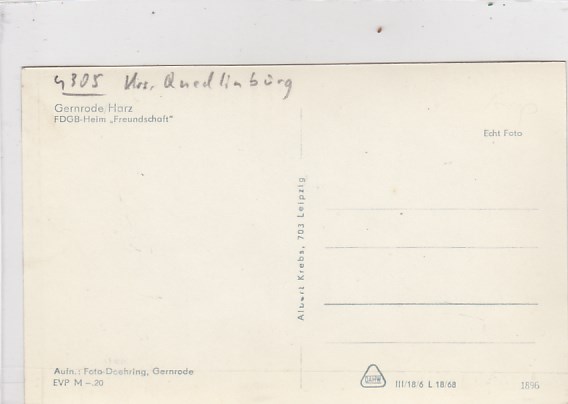 4305 Krs. Quedlinburg
Gernrode/Harz
FDGB-Heim „Freundschaft"
Echt Foto
Albert Krebs, 703 Leipzig
Aufn.: Foto-Doehring, Gernrode
EVP M –.20
III/18/6 L 18/68
1896